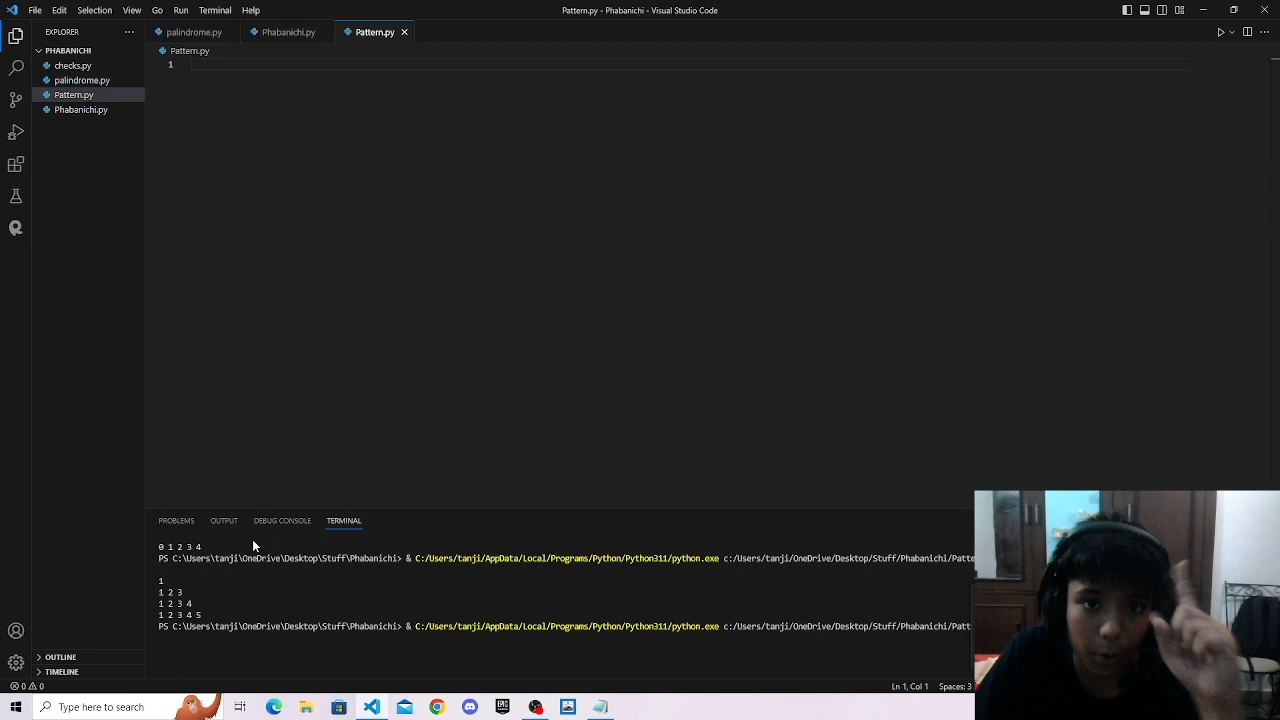 File Edit Selection View Go Run Terminal Help
Pattern.py - Phabanichi - Visual Studio Code
EXPLORER
palindrome.py
Phabanichi.py
Pattern.py
PHABANICHI
checks.py
palindrome.py
Pattern.py
Phabanichi.py
Pattern.py
1
PROBLEMS OUTPUT DEBUG CONSOLE TERMINAL
0 1 2 3 4
PS C:\Users\tanji\OneDrive\Desktop\Stuff\Phabanichi> & C:/Users/tanji/AppData/Local/Programs/Python/Python311/python.exe c:/Users/tanji/OneDrive/Desktop/Stuff/Phabanichi/Patte
1
1 2 3
1 2 3 4
1 2 3 4 5
PS C:\Users\tanji\OneDrive\Desktop\Stuff\Phabanichi> & C:/Users/tanji/AppData/Local/Programs/Python/Python311/python.exe c:/Users/tanji/OneDrive/Desktop/Stuff/Phabanichi/Patt
OUTLINE
TIMELINE
0 0
Ln 1, Col 1
Spaces: 3
Type here to search
EPIC